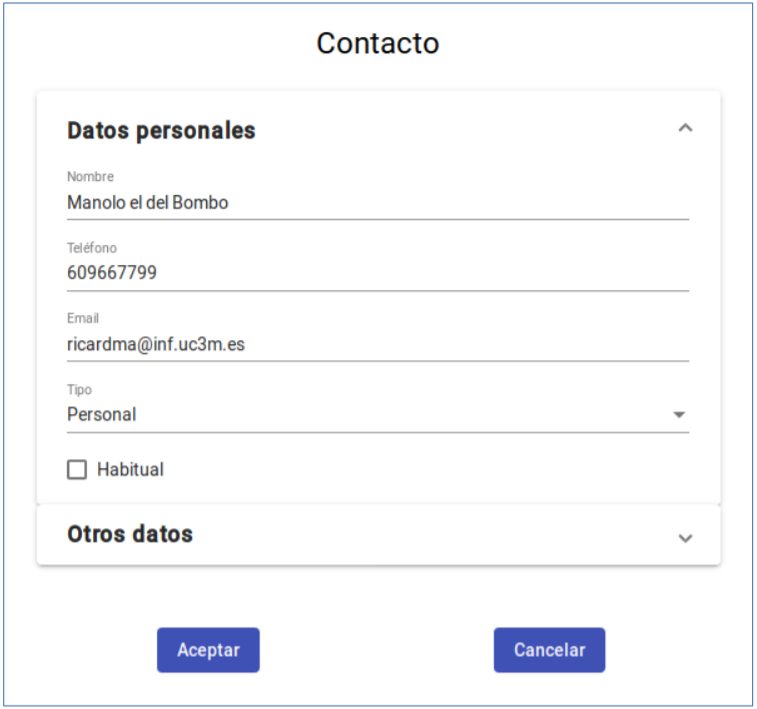 Contacto
Datos personales
Nombre
Manolo el del Bombo
Teléfono
609667799
Email
ricardma@inf.uc3m.es
Tipo
Personal
Habitual
Otros datos
Aceptar
Cancelar